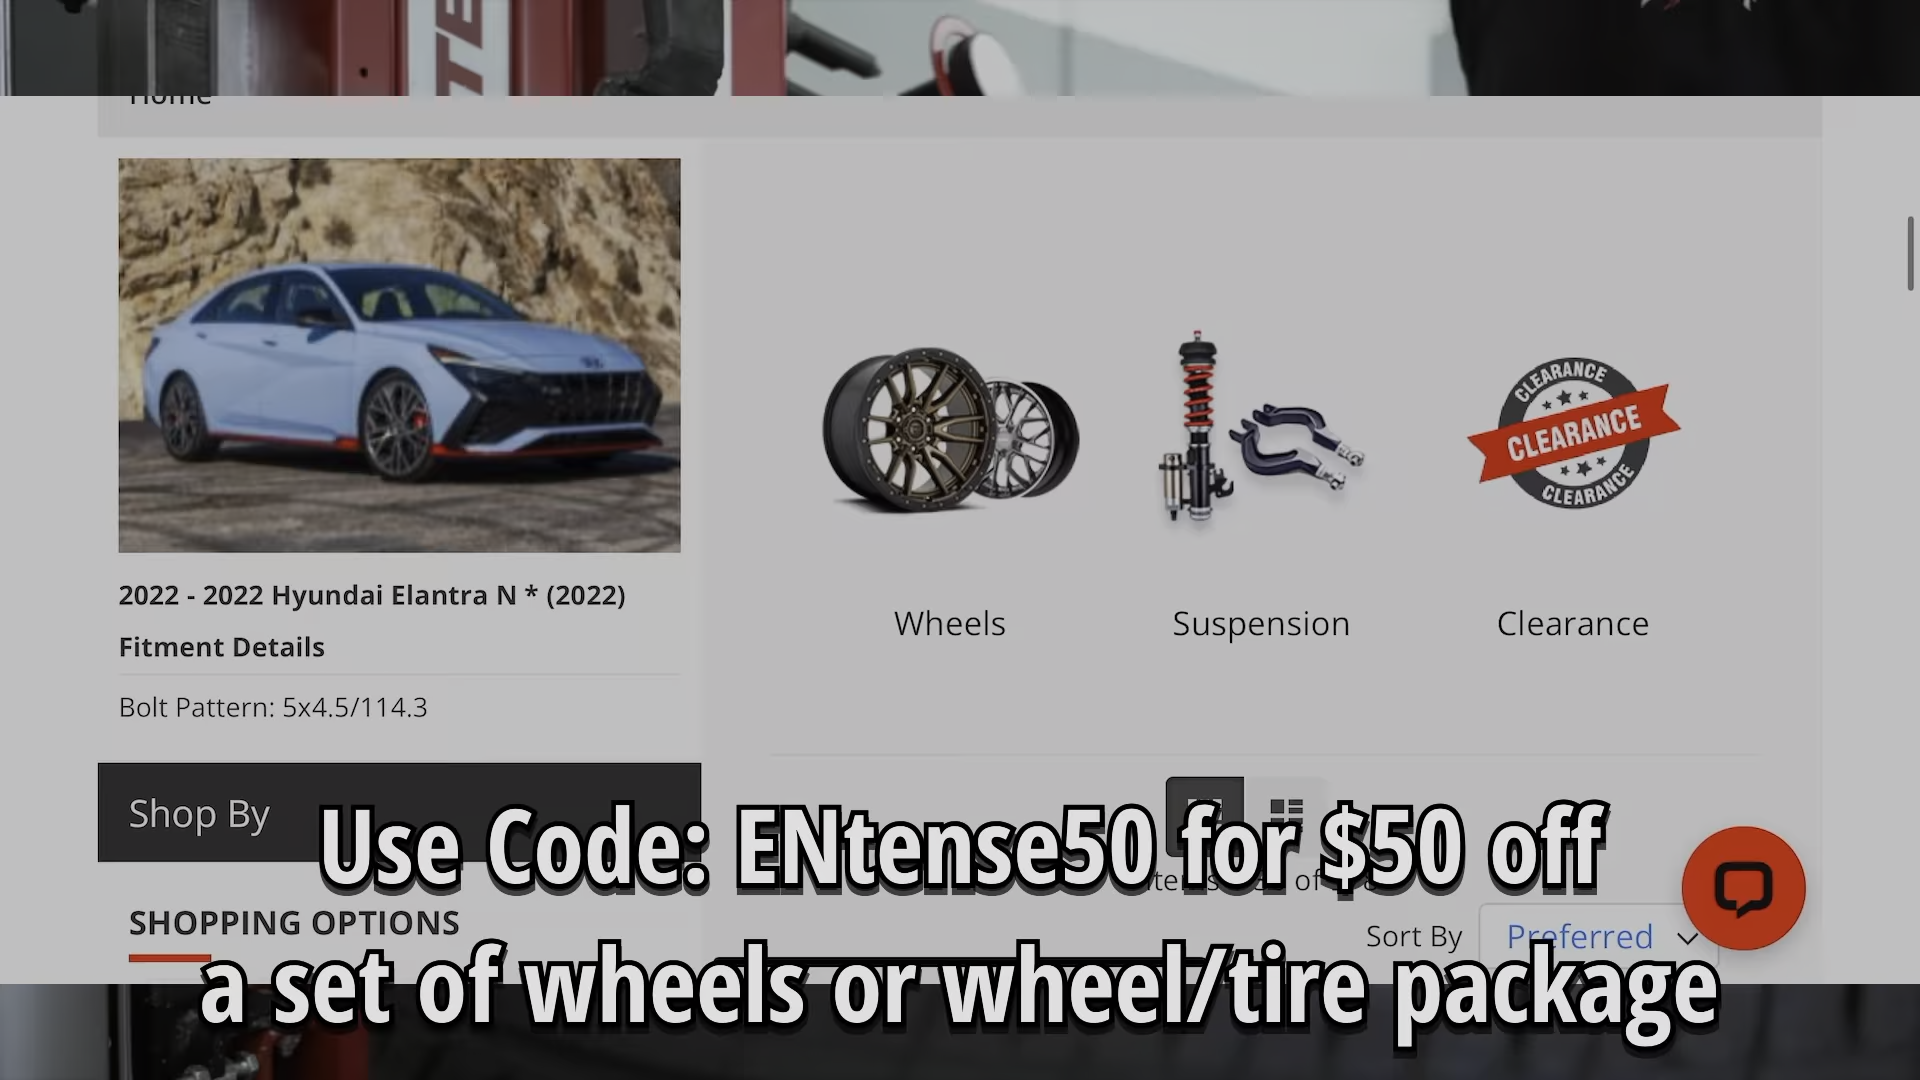 TE
Home
CLEARANCE
CLEARANCE
CLEARANCE
2022 - 2022 Hyundai Elantra N * (2022)
Fitment Details
Wheels
Suspension
Clearance
Bolt Pattern: 5x4.5/114.3
Shop By
Use Code: ENtense50 for $50 off
SHOPPING OPTIONS
Sort By
Preferred
a set of wheels or wheel/tire package